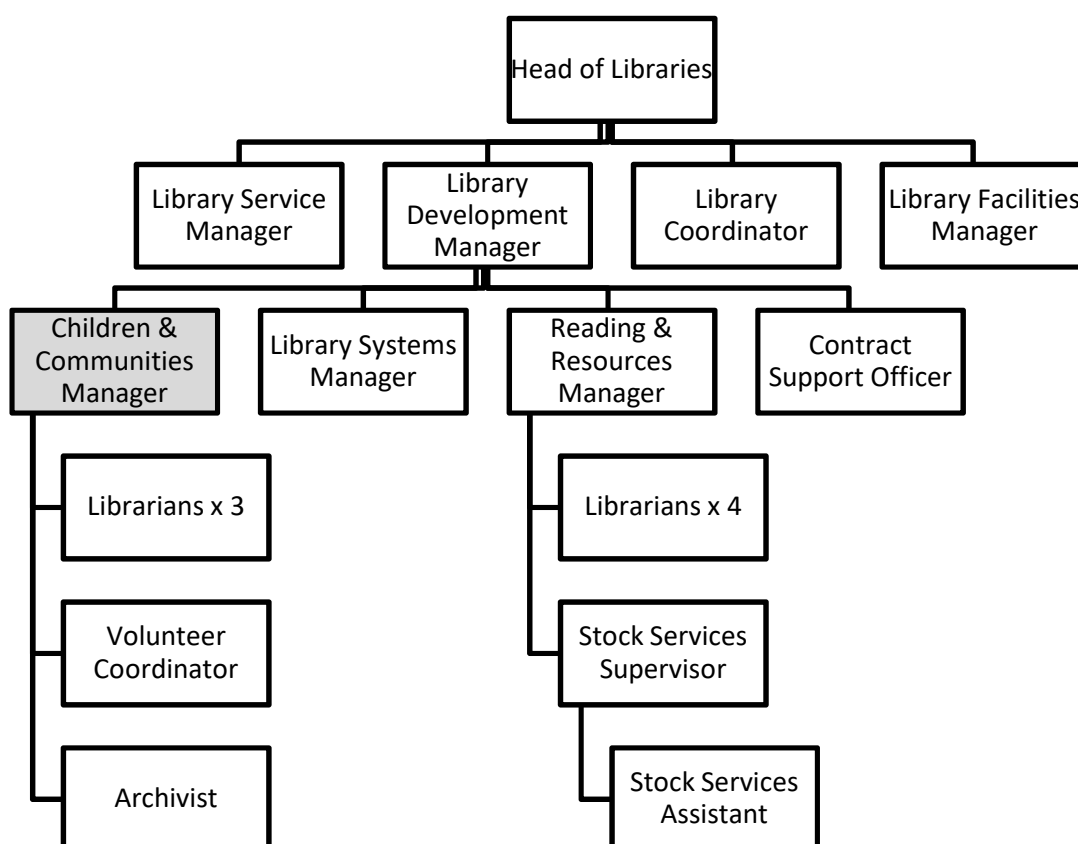 Head of Libraries
Library Service
Manager
Library
Development
Manager
Library
Coordinator
Library Facilities
Manager
Children &
Communities
Manager
Library Systems
Manager
Reading &
Resources
Manager
Contract
Support Officer
Librarians x 3
Librarians x 4
Volunteer
Coordinator
Stock Services
Supervisor
Archivist
Stock Services
Assistant